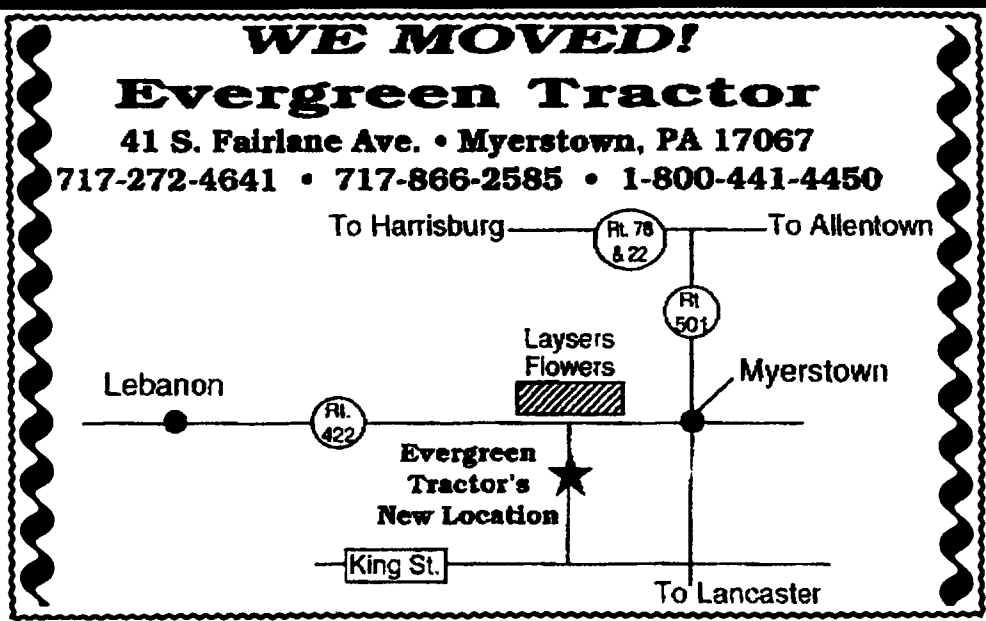 WE MOVED!
Evergreen Tractor
41 S. Fairlane Ave. • Myerstown, PA 17067
717-272-4641 • 717-866-2585 • 1-800-441-4450
To Harrisburg
Rt. 78
& 22
To Allentown
Rt
501
Laysers
Flowers
Lebanon
Myerstown
Rt.
422
Evergreen
Tractor's
New Location
King St.
To Lancaster